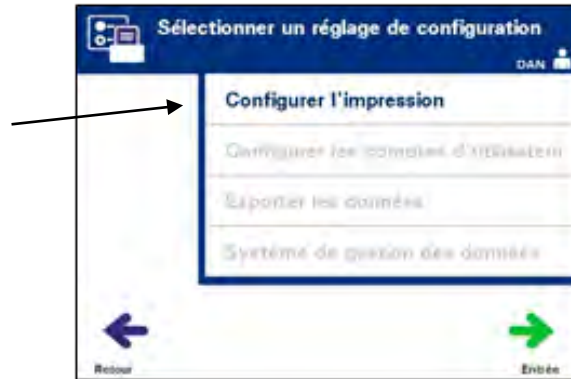 Sélectionner un réglage de configuration
DAN
Configurer l'impression
Configurer les comptes d'utilisateur
Exporter les données
Système de gestion des données
Retour
Entrée